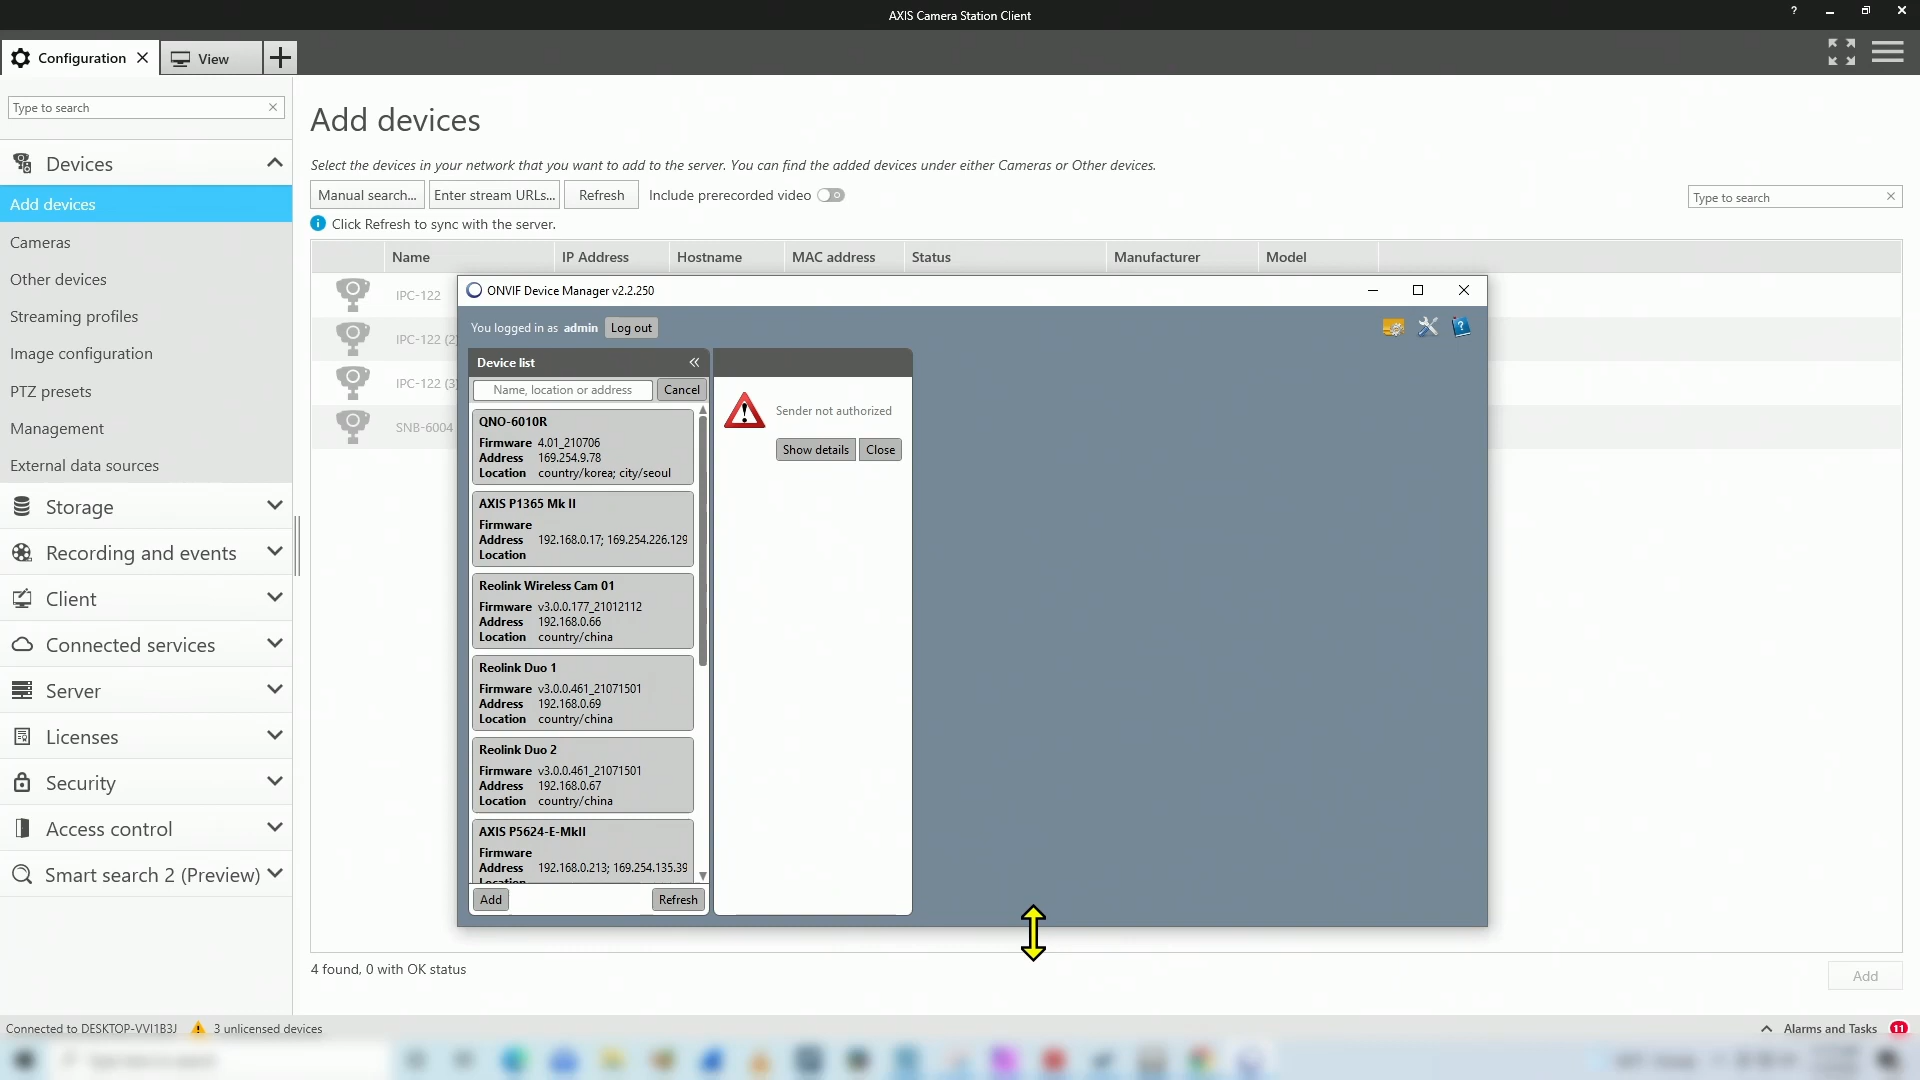 AXIS Camera Station Client
?
Configuration
View
Type to search
Devices
Add devices
Cameras
Other devices
Streaming profiles
Image configuration
PTZ presets
Management
External data sources
Storage
Recording and events
Client
Connected services
Server
Licenses
Security
Access control
Smart search 2 (Preview)
Add devices
Select the devices in your network that you want to add to the server. You can find the added devices under either Cameras or Other devices.
Manual search... Enter stream URLs... Refresh Include prerecorded video
Type to search
Click Refresh to sync with the server.
Name IP Address Hostname MAC address Status Manufacturer Model
IPC-122
IPC-122 (2)
IPC-122 (3)
SNB-6004
ONVIF Device Manager v2.2.250
You logged in as admin Log out
Device list
Name, location or address Cancel
QNO-6010R
Firmware 4.01_210706
Address 169.254.9.78
Location country/korea; city/seoul
AXIS P1365 Mk II
Firmware
Address 192.168.0.17; 169.254.226.129
Location
Reolink Wireless Cam 01
Firmware v3.0.0.177_21012112
Address 192.168.0.66
Location country/china
Reolink Duo 1
Firmware v3.0.0.461_21071501
Address 192.168.0.69
Location country/china
Reolink Duo 2
Firmware v3.0.0.461_21071501
Address 192.168.0.67
Location country/china
AXIS P5624-E-MkII
Firmware
Address 192.168.0.213; 169.254.135.39
Location
Add Refresh
Sender not authorized
Show details Close
4 found, 0 with OK status
Add
Connected to DESKTOP-VVI1B3J 3 unlicensed devices
Alarms and Tasks 11